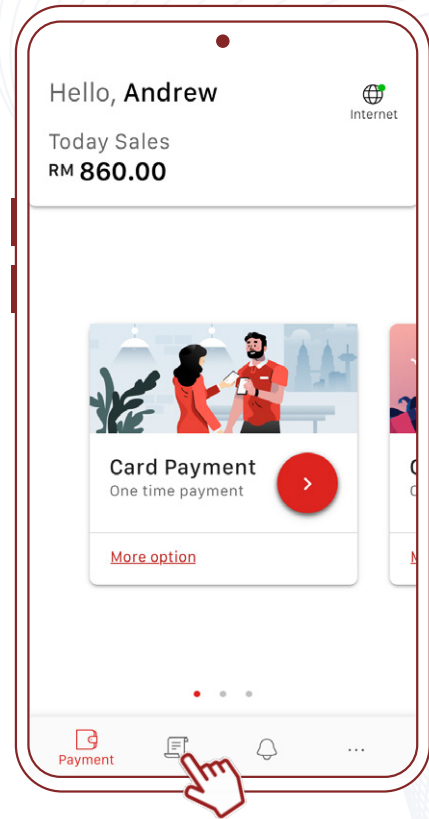 Hello, Andrew
Internet
Today Sales
RM 860.00
Card Payment
One time payment
More option
Payment